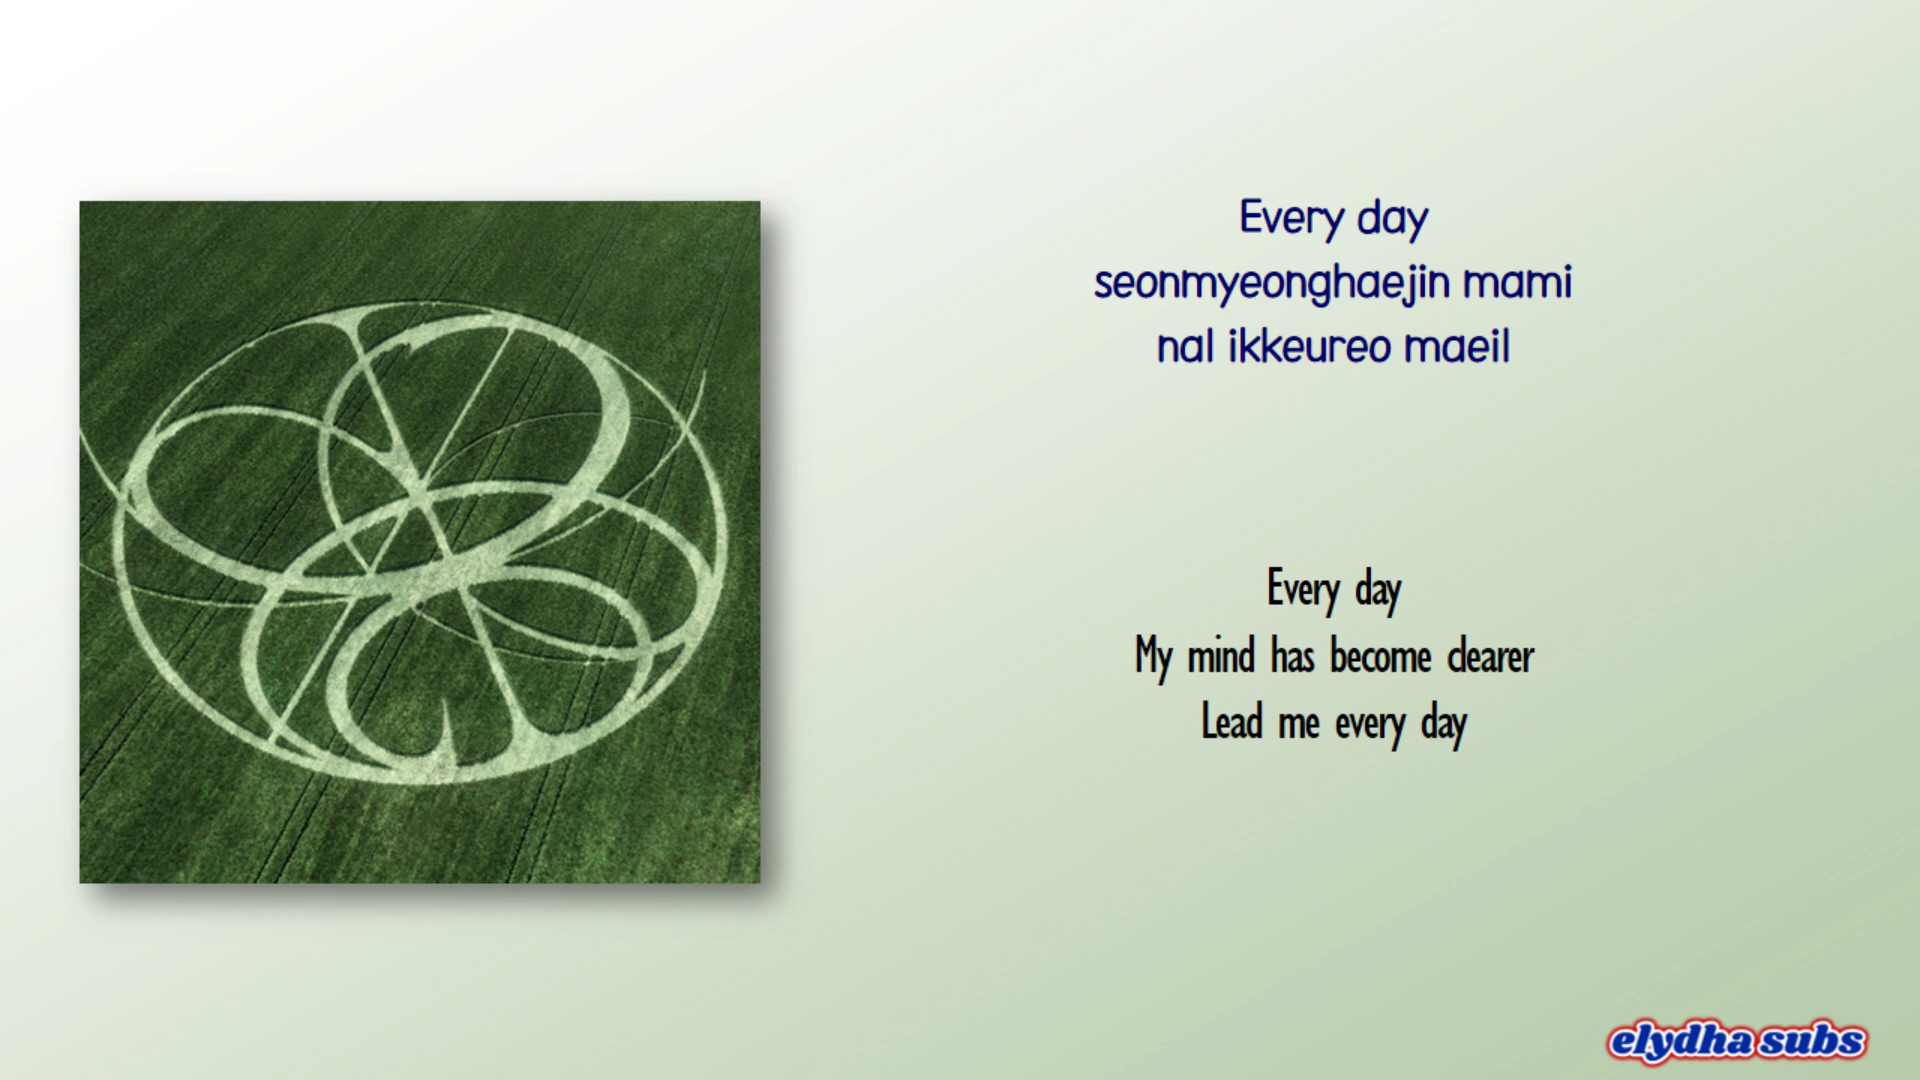 Every day
seonmyeonghaejin mami
nal ikkeureo maeil
Every day
My mind has become clearer
Lead me every day
elydha subs